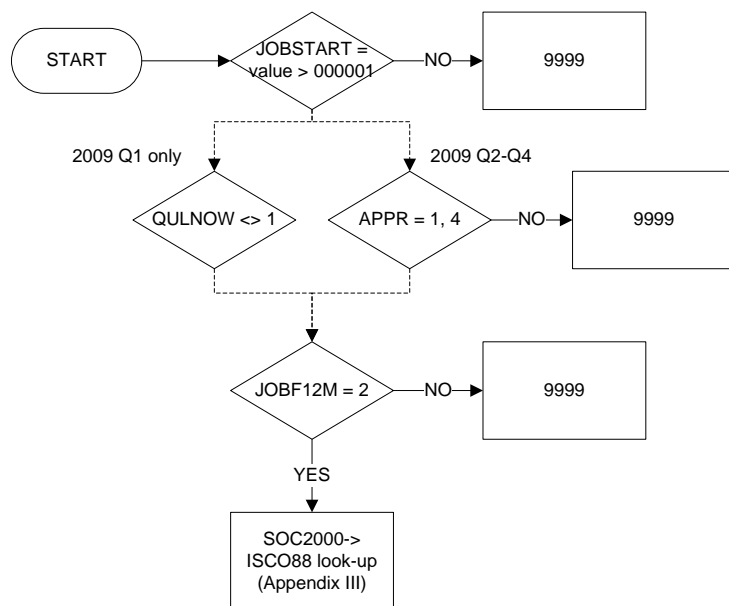 START
JOBSTART =
value > 000001
NO
9999
2009 Q1 only
2009 Q2-Q4
QULNOW <> 1
APPR = 1, 4
NO
9999
JOBF12M = 2
NO
9999
YES
SOC2000->
ISCO88 look-up
(Appendix III)